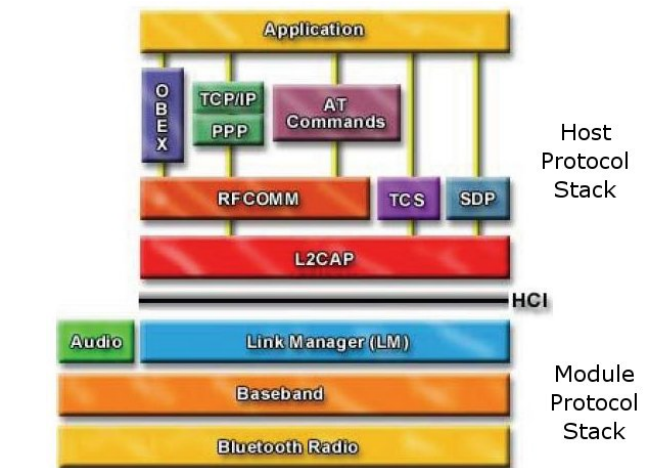 Application
O
B
E
X
TCP/IP
PPP
AT
Commands
RFCOMM
TCS
SDP
L2CAP
HCI
Host
Protocol
Stack
Audio
Link Manager (LM)
Baseband
Bluetooth Radio
Module
Protocol
Stack